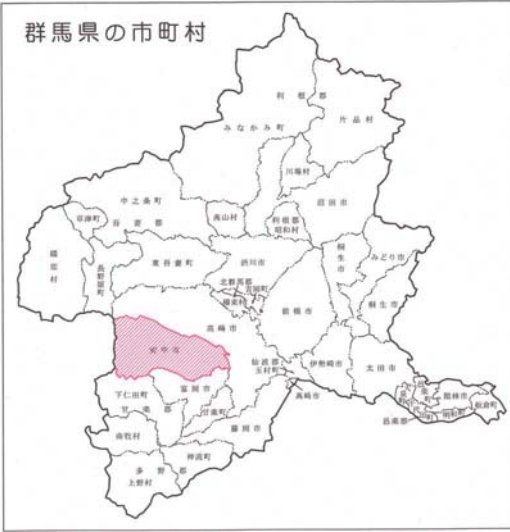 群馬県の市町村
利根郡
みなかみ町
片品村
川場村
沼田市
中之条町
吾妻郡
草津町
高山村
利根郡
昭和村
嬬恋村
長野原町
東吾妻町
渋川市
桐生市
みどり市
北群馬郡
吉岡町
榛東村
前橋市
桐生市
高崎市
安中市
佐波郡
玉村町
伊勢崎市
太田市
高崎市
富岡市
下仁田町
甘楽郡
甘楽町
藤岡市
南牧村
神流町
多野郡
上野村
館林市
板倉町
明和町
邑楽郡